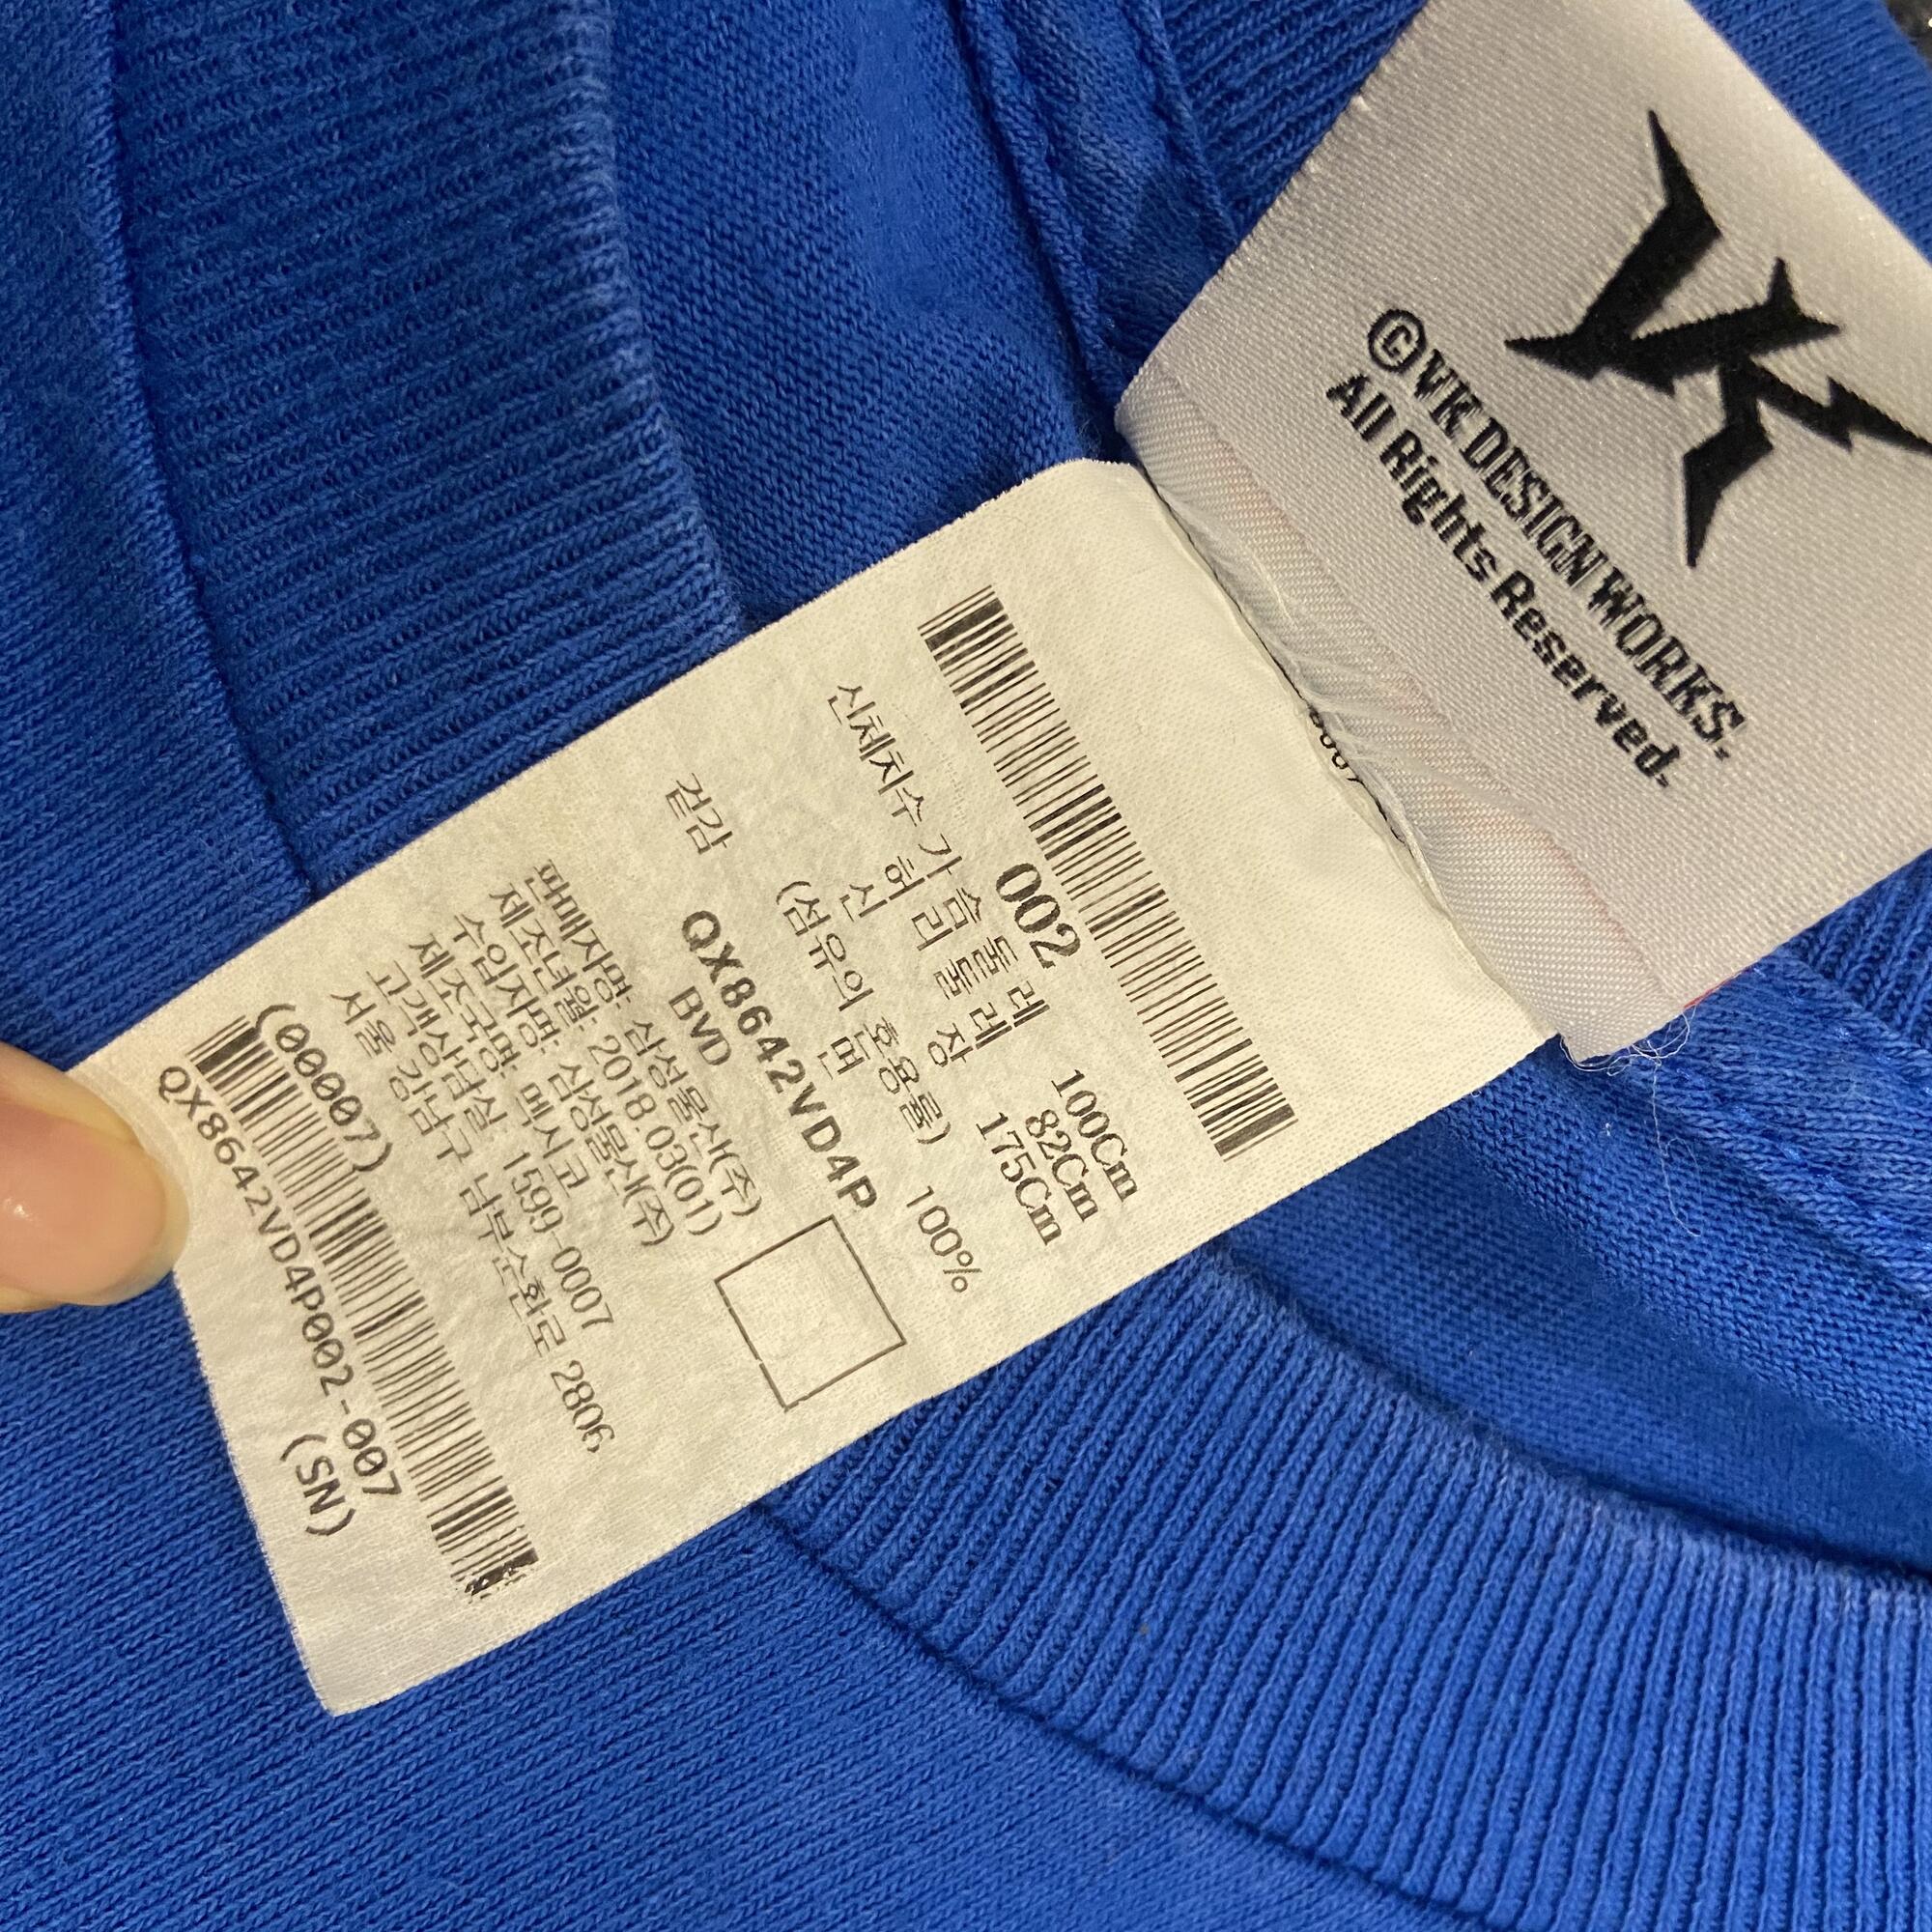 VK
©VK DESIGN WORKS.
All Rights Reserved.
002
신체치수 가슴둘레 100Cm
허리둘레 82Cm
신 장 175Cm
(섬유의 혼용률)
겉감 면 100%
QX8642VD4P
BVD
판매자명: 삼성물산(주)
제조년월: 2018.03(01)
수입자명: 삼성물산(주)
제조국명: 멕시코
고객상담실: 1599-0007
서울 강남구 남부순환로 2806
(00007)
QX8642VD4P002-007
(SN)